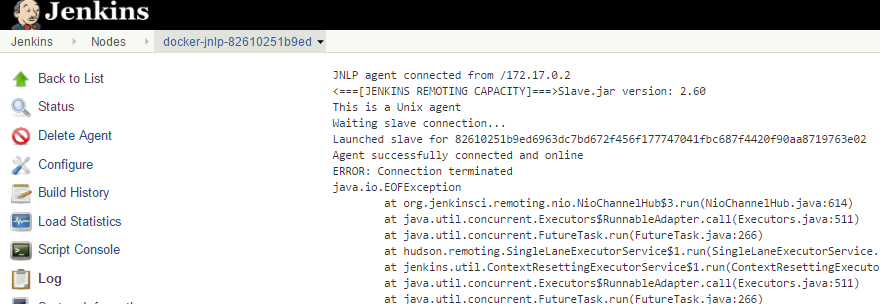 Jenkins
Jenkins Nodes docker-jnlp-82610251b9ed
Back to List
Status
Delete Agent
Configure
Build History
Load Statistics
Script Console
Log
JNLP agent connected from /172.17.0.2
<===[JENKINS REMOTING CAPACITY]===>Slave.jar version: 2.60
This is a Unix agent
Waiting slave connection...
Launched slave for 82610251b9ed6963dc7bd672f456f177747041fbc687f4420f90aa8719763e02
Agent successfully connected and online
ERROR: Connection terminated
java.io.EOFException
at org.jenkinsci.remoting.nio.NioChannelHub$3.run(NioChannelHub.java:614)
at java.util.concurrent.Executors$RunnableAdapter.call(Executors.java:511)
at java.util.concurrent.FutureTask.run(FutureTask.java:266)
at hudson.remoting.SingleLaneExecutorService$1.run(SingleLaneExecutorService.
at jenkins.util.ContextResettingExecutorService$1.run(ContextResettingExecuto
at java.util.concurrent.Executors$RunnableAdapter.call(Executors.java:511)
at java.util.concurrent.FutureTask.run(FutureTask.java:266)